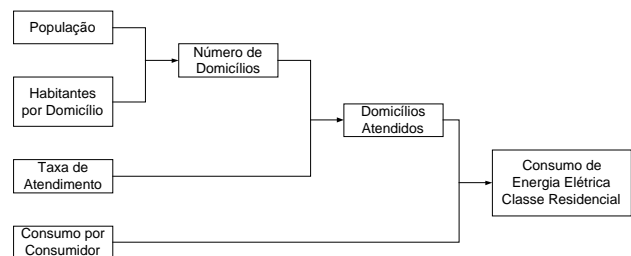 População
Número de
Domicílios
Habitantes
por Domicílio
Domicílios
Atendidos
Taxa de
Atendimento
Consumo de
Energia Elétrica
Classe Residencial
Consumo por
Consumidor